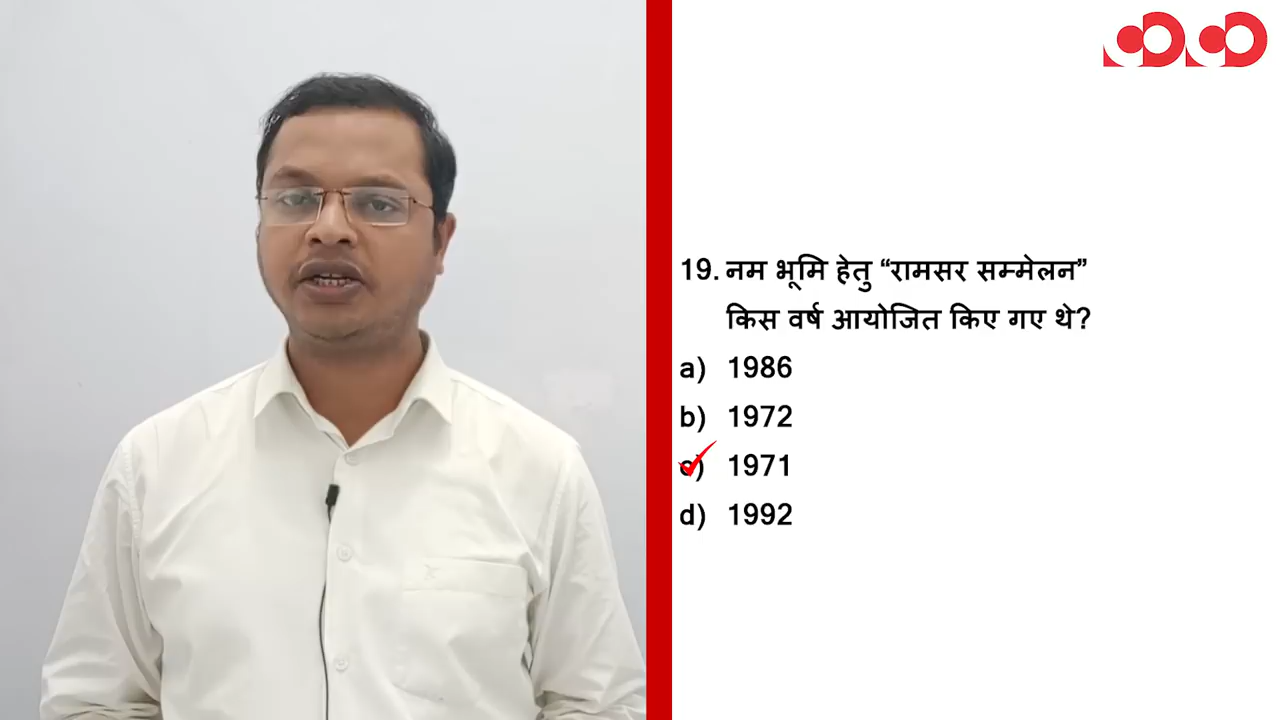 19. नम भूमि हेतु “रामसर सम्मेलन”
किस वर्ष आयोजित किए गए थे?
a) 1986
b) 1972
c) 1971
d) 1992